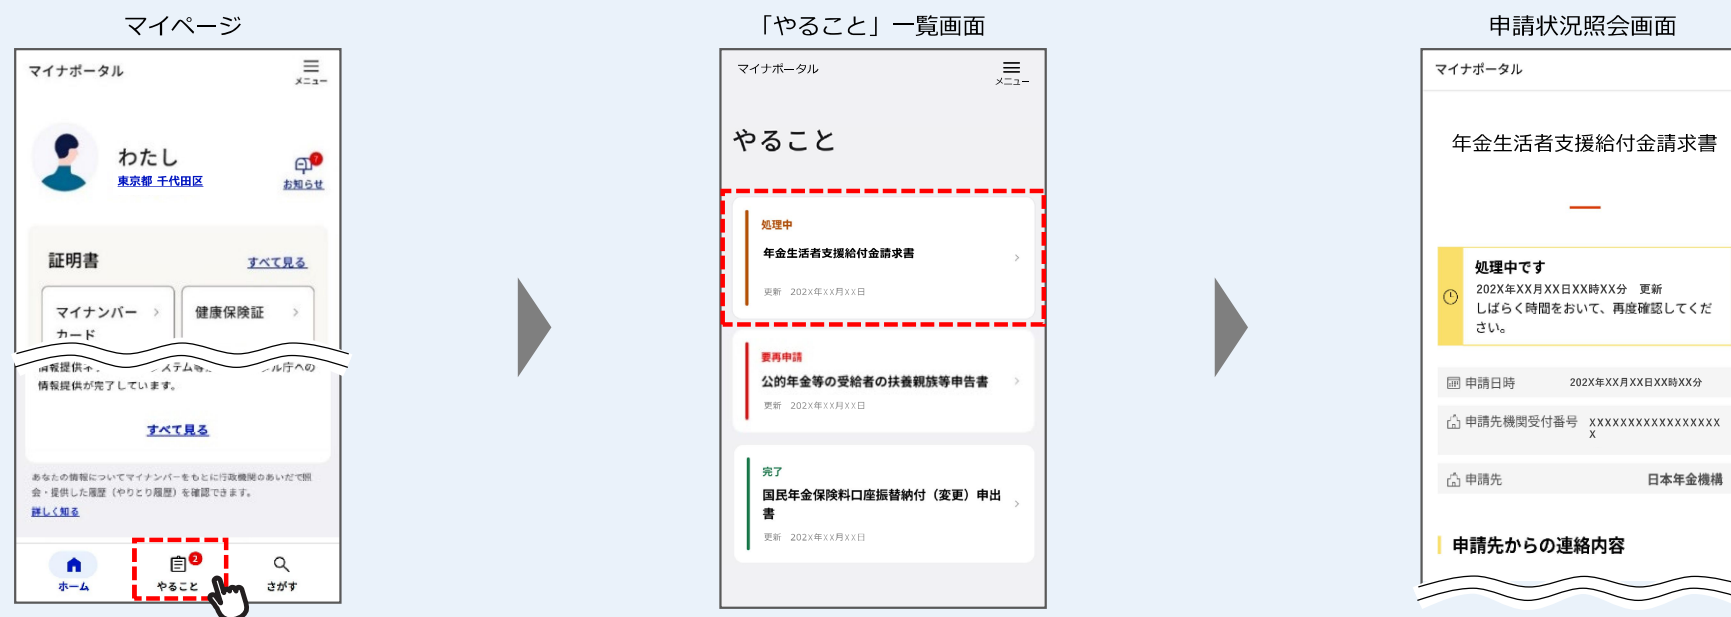 マイページ
マイナポータル
メニュー
わたし
東京都 千代田区
7
お知らせ
証明書
すべて見る
マイナンバー
カード
健康保険証
情報提供が完了しています。
すべて見る
あなたの情報についてマイナンバーをもとに行政機関のあいだで照
会・提供した履歴（やりとり履歴）を確認できます。
詳しく知る
ホーム
2
やること
さがす
「やること」一覧画面
マイナポータル
メニュー
やること
処理中
年金生活者支援給付金請求書
更新 202X年XX月XX日
要再申請
公的年金等の受給者の扶養親族等申告書
更新 202X年XX月XX日
完了
国民年金保険料口座振替納付（変更）申出
書
更新 202X年XX月XX日
申請状況照会画面
マイナポータル
年金生活者支援給付金請求書
処理中です
202X年XX月XX日XX時XX分 更新
しばらく時間をおいて、再度確認してくだ
さい。
申請日時 202X年XX月XX日XX時XX分
申請先機関受付番号 XXXXXXXXXXXXXXXXX
X
申請先 日本年金機構
申請先からの連絡内容